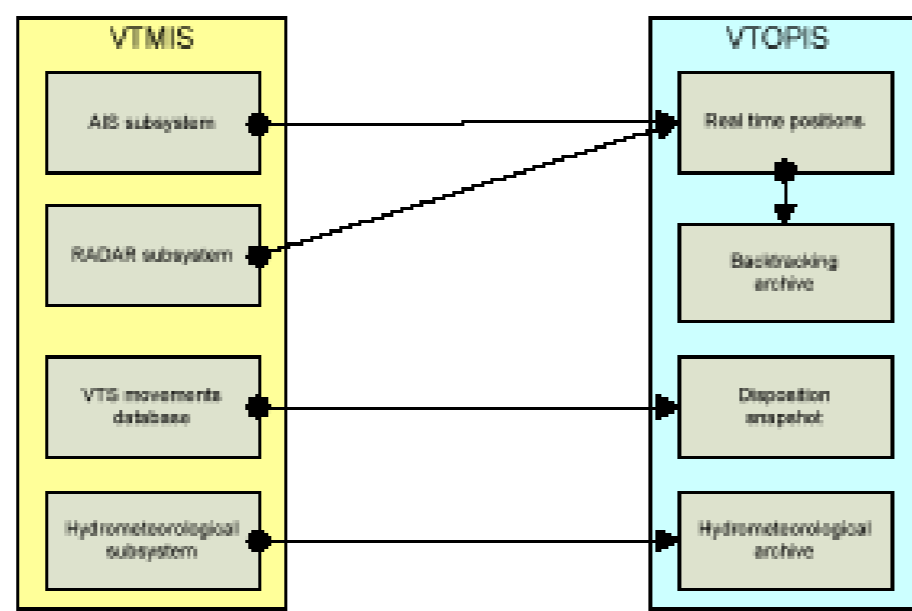 VTMIS
AIS subsystem
RADAR subsystem
VTS movements
database
Hydrometeorological
subsystem
VTOPIS
Real time positions
Backtracking
archive
Disposition
snapshot
Hydrometeorological
archive